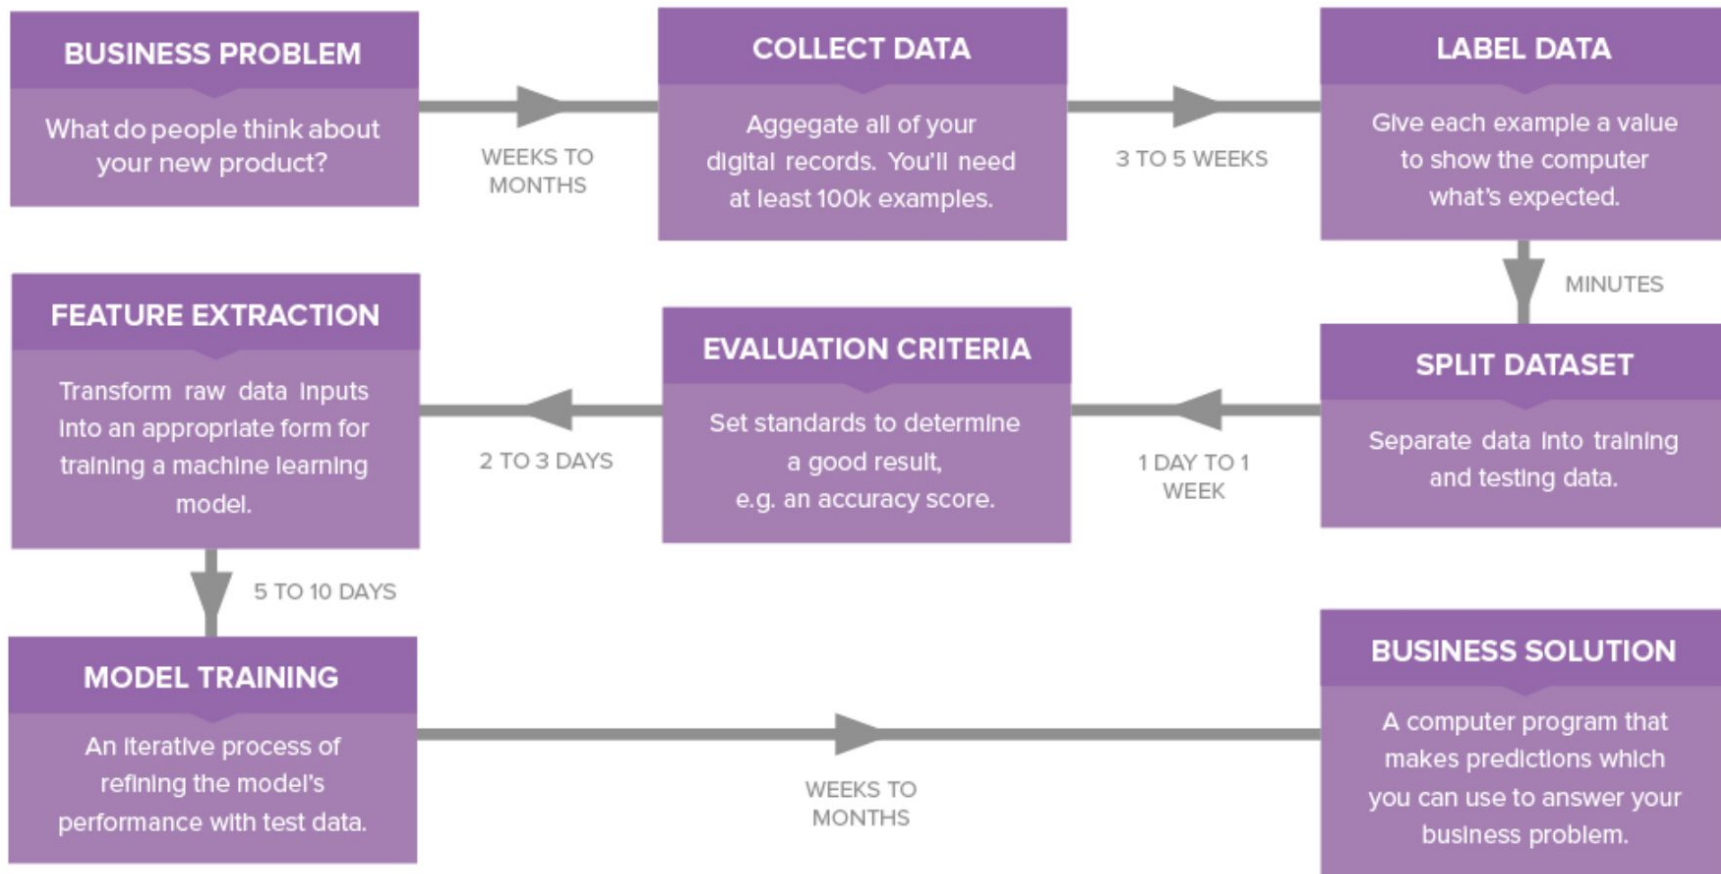 BUSINESS PROBLEM
What do people think about
your new product?
WEEKS TO
MONTHS
COLLECT DATA
Aggegate all of your
digital records. You'll need
at least 100k examples.
3 TO 5 WEEKS
LABEL DATA
Give each example a value
to show the computer
what's expected.
MINUTES
SPLIT DATASET
Separate data into training
and testing data.
1 DAY TO 1
WEEK
EVALUATION CRITERIA
Set standards to determine
a good result,
e.g. an accuracy score.
2 TO 3 DAYS
FEATURE EXTRACTION
Transform raw data inputs
into an appropriate form for
training a machine learning
model.
5 TO 10 DAYS
MODEL TRAINING
An iterative process of
refining the model's
performance with test data.
WEEKS TO
MONTHS
BUSINESS SOLUTION
A computer program that
makes predictions which
you can use to answer your
business problem.